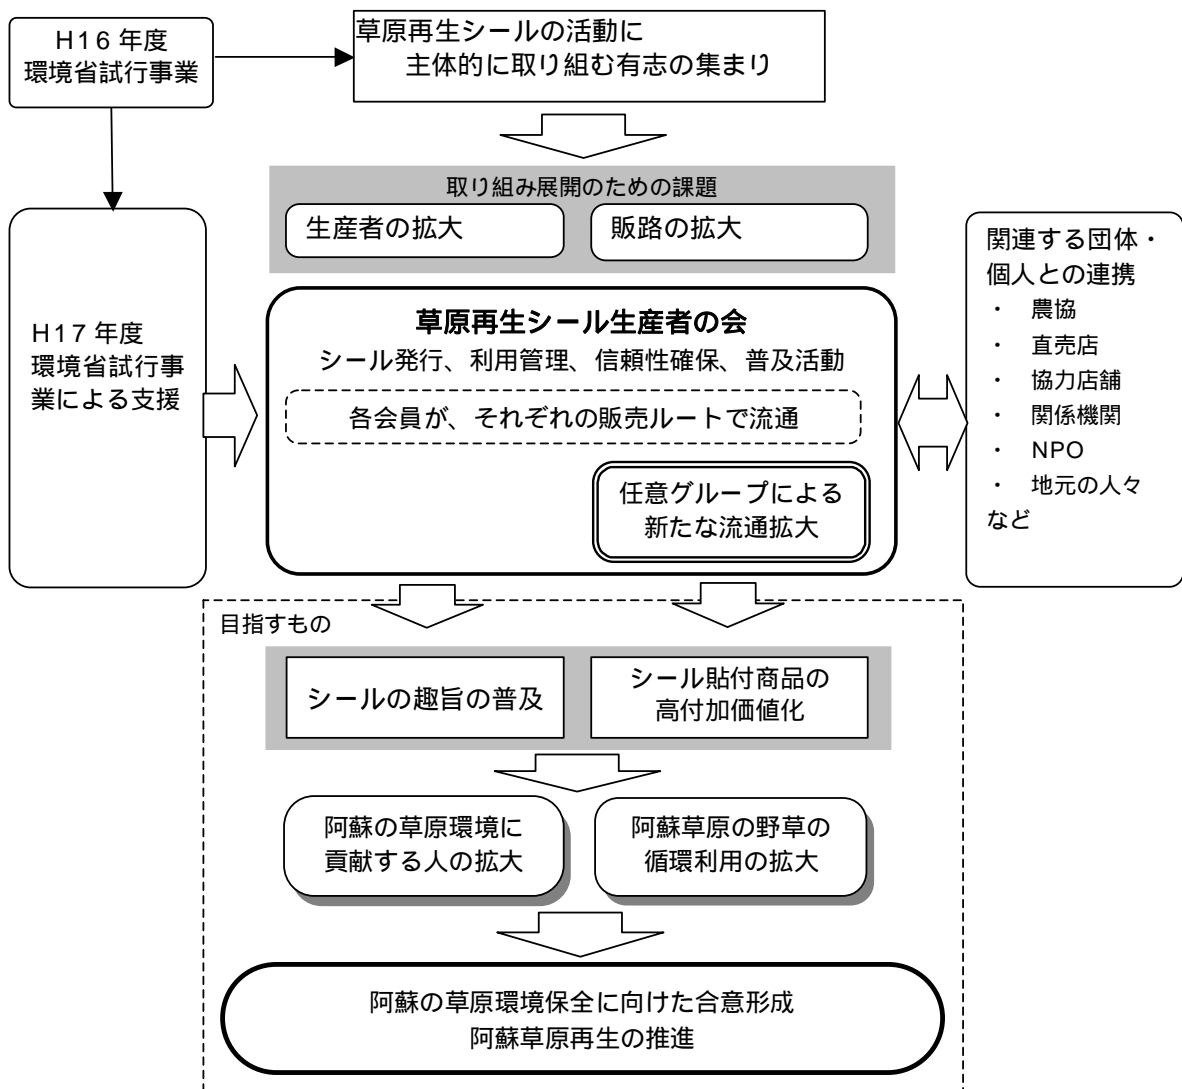 H16年度
環境省試行事業
草原再生シールの活動に
主体的に取り組む有志の集まり
取り組み展開のための課題
生産者の拡大
販路の拡大
H17年度
環境省試行事
業による支援
草原再生シール生産者の会
シール発行、利用管理、信頼性確保、普及活動
各会員が、それぞれの販売ルートで流通
任意グループによる
新たな流通拡大
関連する団体・
個人との連携
・ 農協
・ 直売店
・ 協力店舗
・ 関係機関
・ NPO
・ 地元の人々
など
目指すもの
シールの趣旨の普及
シール貼付商品の
高付加価値化
阿蘇の草原環境に
貢献する人の拡大
阿蘇草原の野草の
循環利用の拡大
阿蘇の草原環境保全に向けた合意形成
阿蘇草原再生の推進